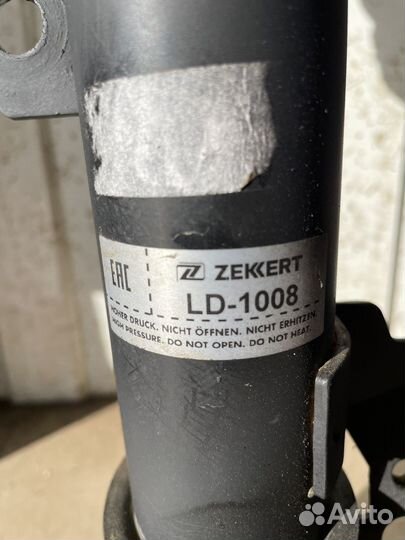 EAC
ZEKKERT
LD-1008
HOHER DRUCK. NICHT ÖFFNEN. NICHT ERHITZEN.
HIGH PRESSURE. DO NOT OPEN. DO NOT HEAT.
Avito